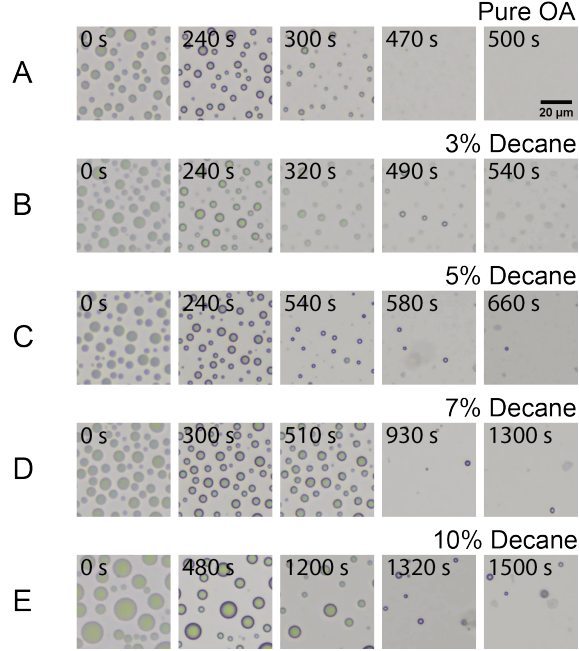 Pure OA
A
0 s
240 s
300 s
470 s
500 s
20 µm
3% Decane
B
0 s
240 s
320 s
490 s
540 s
5% Decane
C
0 s
240 s
540 s
580 s
660 s
7% Decane
D
0 s
300 s
510 s
930 s
1300 s
10% Decane
E
0 s
480 s
1200 s
1320 s
1500 s